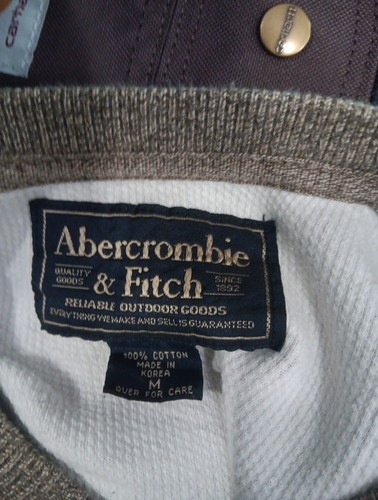 carha
carhartt
Abercrombie
& Fitch
QUALITY
GOODS
SINCE
1892
RELIABLE OUTDOOR GOODS
EVERYTHING WE MAKE AND SELL IS GUARANTEED
100% COTTON
MADE IN
KOREA
M
OVER FOR CARE